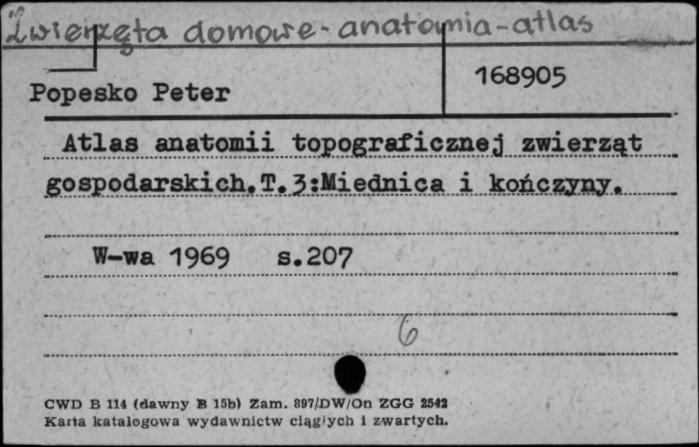 Zwierzęta domowe - anatomia - atlas
168905
Popesko Peter
Atlas anatomii topograficznej zwierząt
gospodarskich.T.3:Miednica i kończyny.
W-wa 1969 s.207
6
CWD B 114 (dawny B 15b) Zam. 897/DW/On ZGG 2542
Karta katalogowa wydawnictw ciągłych i zwartych.